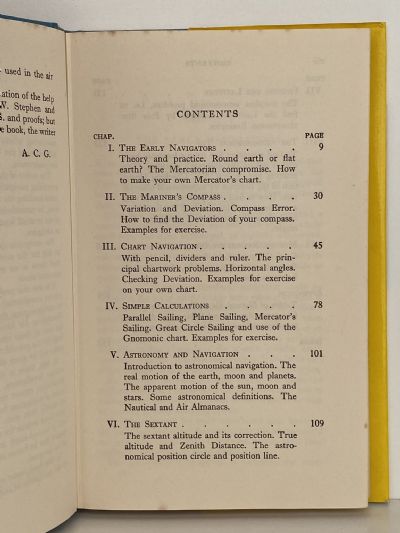 used in the air
ation of the help
W. Stephen and
and proofs; but
book, the writer
A. C. G.
CONTENTS
CHAP. PAGE
I. The Early Navigators . . . . 9
Theory and practice. Round earth or flat
earth? The Mercatorian compromise. How
to make your own Mercator's chart.
II. The Mariner's Compass . . . . 30
Variation and Deviation. Compass Error.
How to find the Deviation of your compass.
Examples for exercise.
III. Chart Navigation . . . . . 45
With pencil, dividers and ruler. The prin-
cipal chartwork problems. Horizontal angles.
Checking Deviation. Examples for exercise
on your own chart.
IV. Simple Calculations . . . . 78
Parallel Sailing, Plane Sailing, Mercator's
Sailing. Great Circle Sailing and use of the
Gnomonic chart. Examples for exercise.
V. Astronomy and Navigation . . . 101
Introduction to astronomical navigation. The
real motion of the earth, moon and planets.
The apparent motion of the sun, moon and
stars. Some astronomical definitions. The
Nautical and Air Almanacs.
VI. The Sextant . . . . . . 109
The sextant altitude and its correction. True
altitude and Zenith Distance. The astro-
nomical position circle and position line.